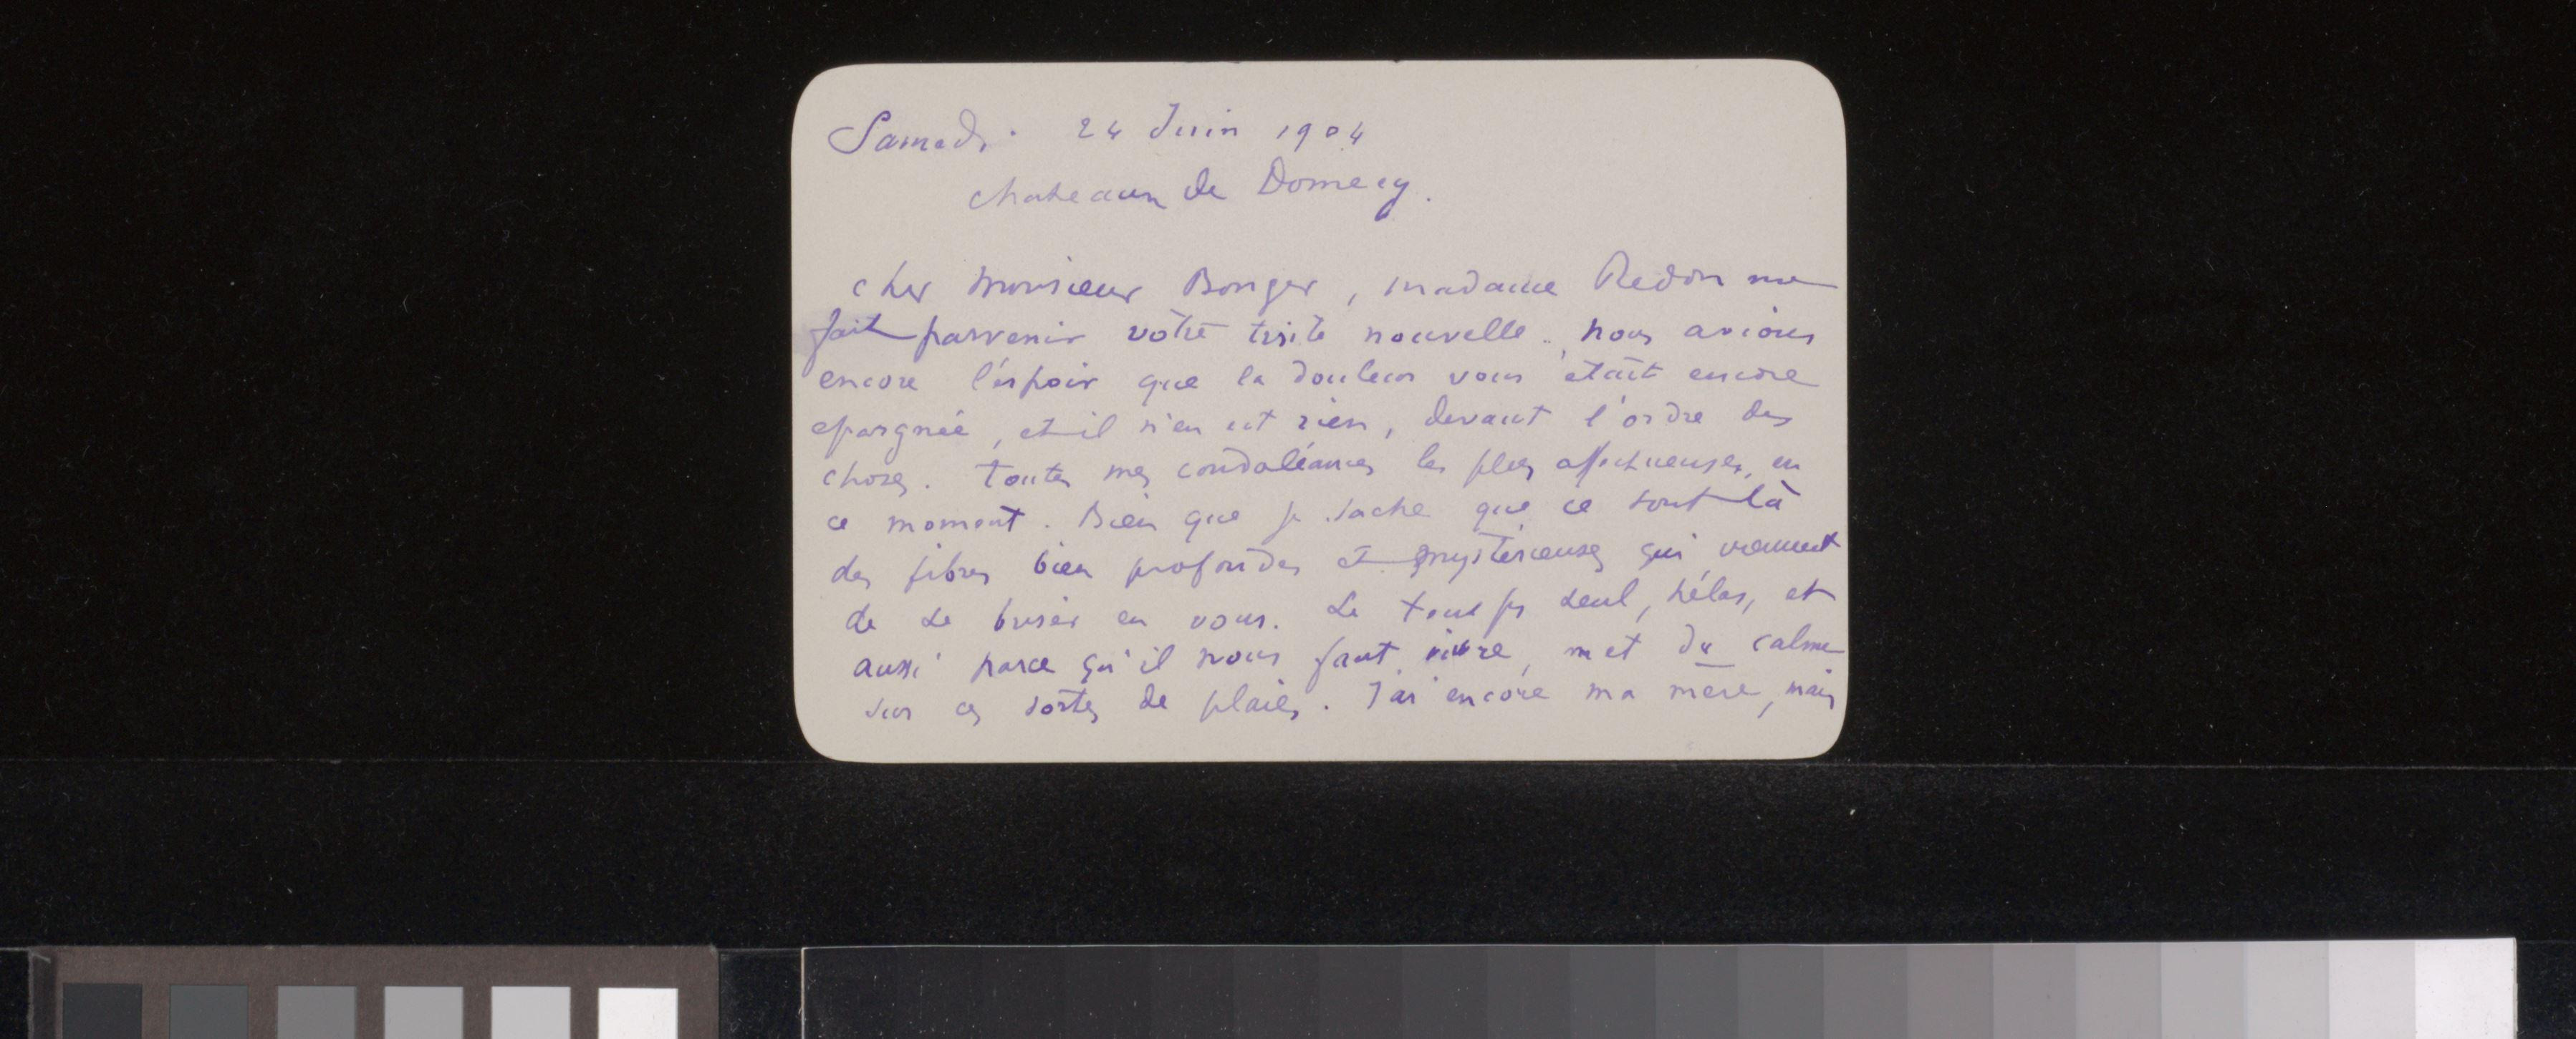 Samedi. 24 Juin 1904
chateaux de Domecy.
cher Monsieur Bonger, madame Redon me
fait parvenir votre triste nouvelle. nous avions
encore l'espoir que la douleur vous était encore
epargnée, et il n'en est rien, devant l'ordre des
choses. toutes mes condoléances les plus affectueuses, en
ce moment. Bien que je sache que ce sont là
des fibres bien profondes et mystérieuses qui viennent
de se briser en vous. Le temps seul, hélas, et
aussi parce qu'il nous faut vivre, met du calme
sur ces sortes de plaies. J'ai encore ma mère, mais